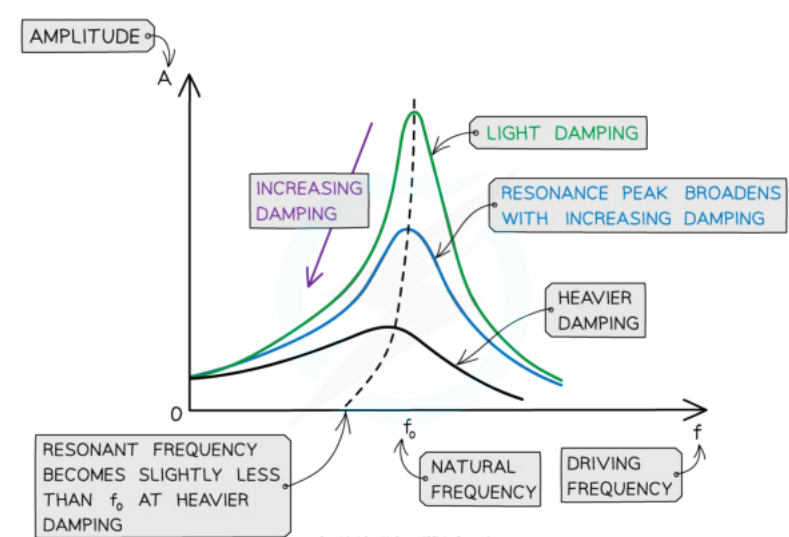 AMPLITUDE
A
LIGHT DAMPING
INCREASING
DAMPING
RESONANCE PEAK BROADENS
WITH INCREASING DAMPING
HEAVIER
DAMPING
O
f₀
f
RESONANT FREQUENCY
BECOMES SLIGHTLY LESS
THAN f₀ AT HEAVIER
DAMPING
NATURAL
FREQUENCY
DRIVING
FREQUENCY